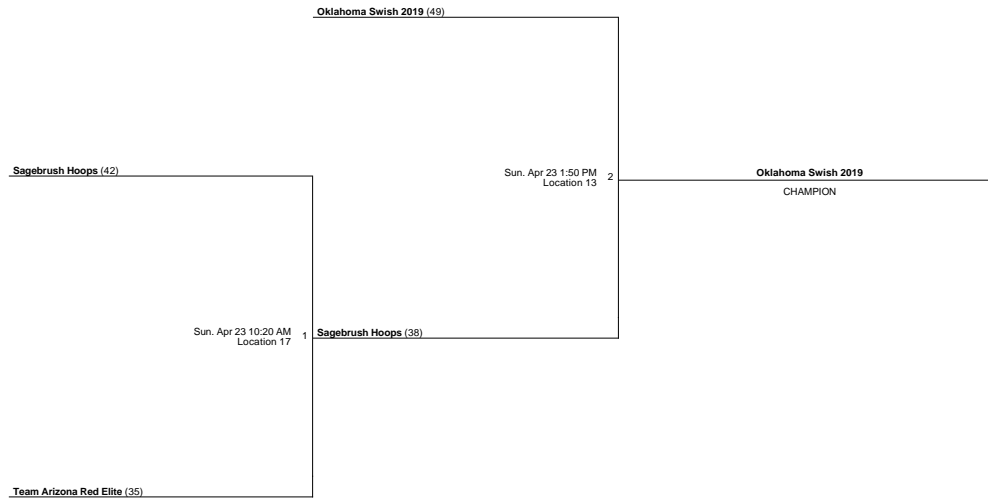 Oklahoma Swish 2019 (49)
Sagebrush Hoops (42)
Sun. Apr 23 1:50 PM
Location 13
2
Oklahoma Swish 2019
CHAMPION
Sun. Apr 23 10:20 AM
Location 17
1
Sagebrush Hoops (38)
Team Arizona Red Elite (35)